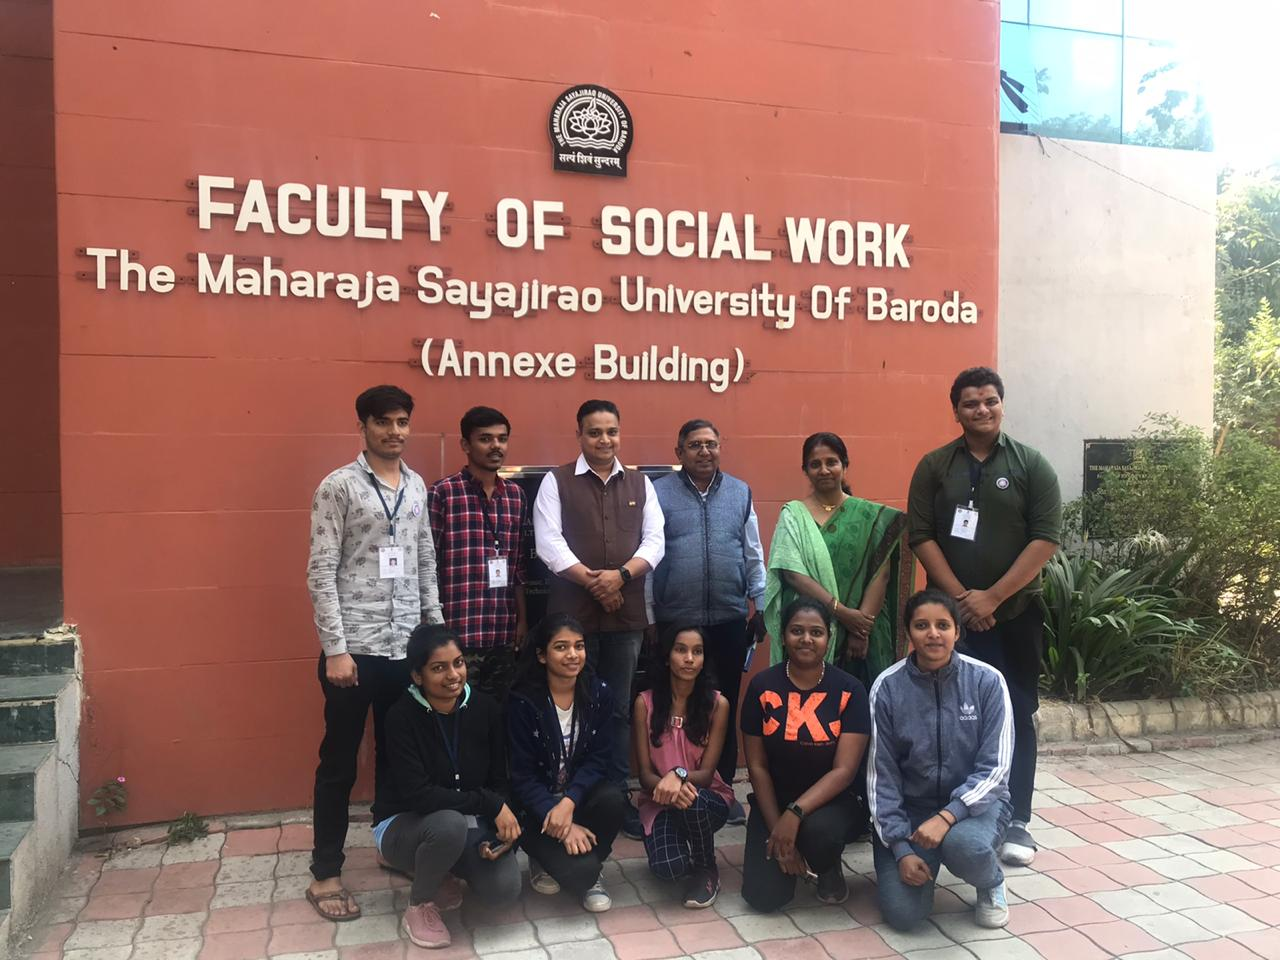 THE MAHARAJA SAYAJIRAO UNIVERSITY OF BARODA
सत्यं शिवं सुन्दरम्
FACULTY OF SOCIAL WORK
The Maharaja Sayajirao University Of Baroda
(Annexe Building)
CKJ
adidas